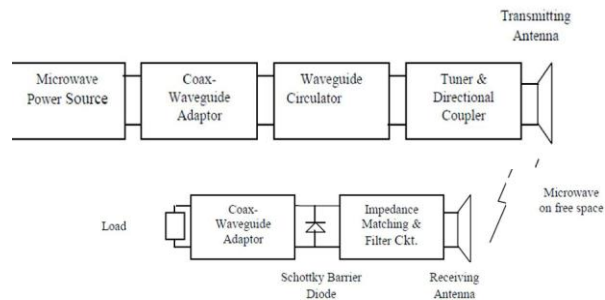 Transmitting
Antenna
Microwave
Power Source
Coax-
Waveguide
Adaptor
Waveguide
Circulator
Tuner &
Directional
Coupler
Microwave
on free space
Load
Coax-
Waveguide
Adaptor
Impedance
Matching &
Filter Ckt.
Schottky Barrier
Diode
Receiving
Antenna